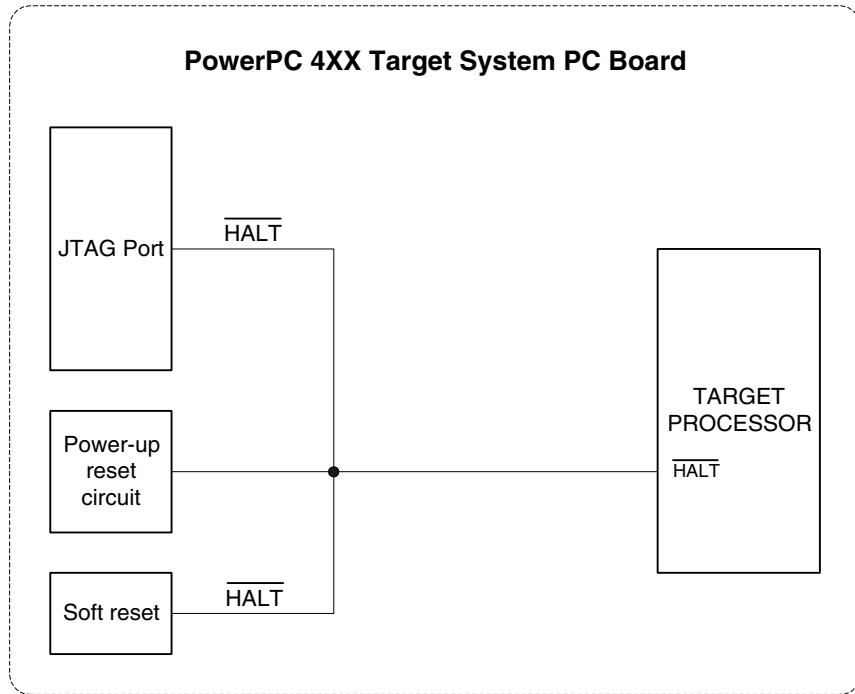 PowerPC 4XX Target System PC Board
HALT
JTAG Port
TARGET
PROCESSOR
HALT
Power-up
reset
circuit
HALT
Soft reset